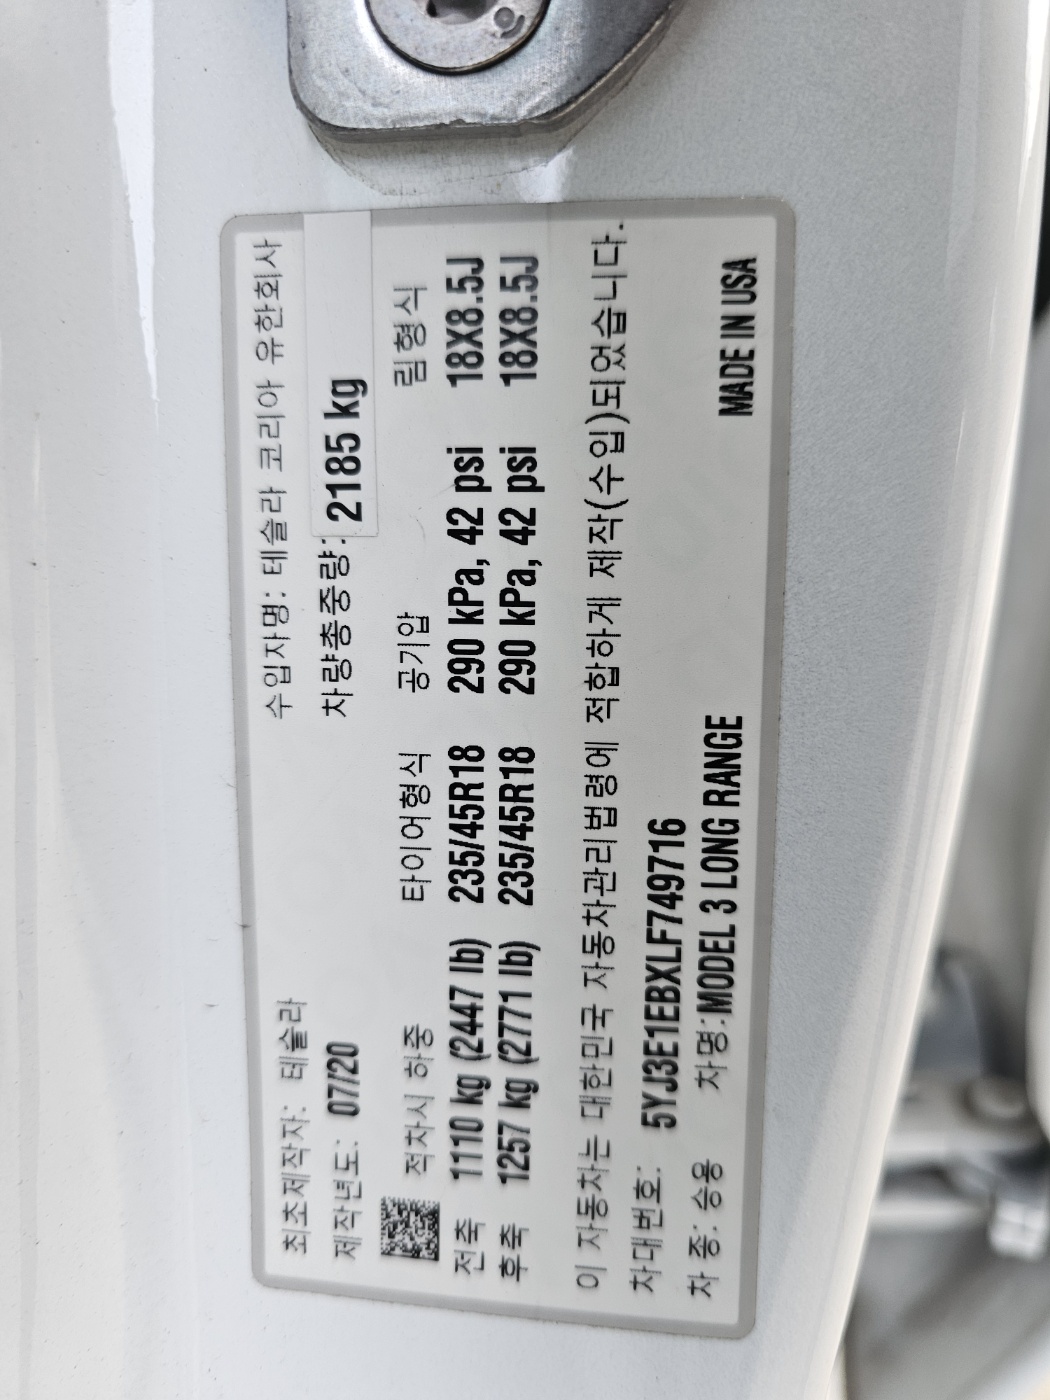 최초제작자: 테슬라 수입자명: 테슬라 코리아 유한회사
제작년도: 07/20 차량총중량: 2185 kg
적차시 하중 타이어형식 공기압 림형식
전축 1110 kg (2447 lb) 235/45R18 290 kPa, 42 psi 18X8.5J
후축 1257 kg (2771 lb) 235/45R18 290 kPa, 42 psi 18X8.5J
이 자동차는 대한민국 자동차관리법령에 적합하게 제작(수입)되었습니다.
차대번호: 5YJ3E1EBXLF749716
차종: 승용 차명: MODEL 3 LONG RANGE MADE IN USA